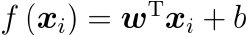 f (𝒙ᵢ) = 𝒘ᵀ𝒙ᵢ + b